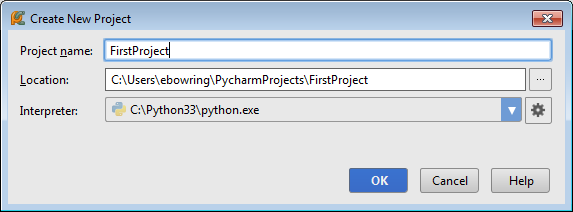 Create New Project
Project name: FirstProject
Location: C:\Users\ebowring\PycharmProjects\FirstProject ...
Interpreter: C:\Python33\python.exe
OK Cancel Help